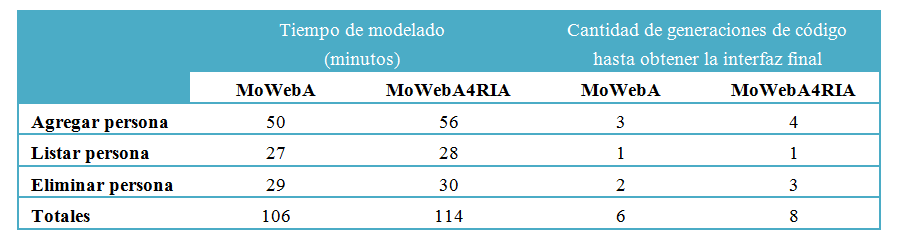 Tiempo de modelado Cantidad de generaciones de código
(minutos) hasta obtener la interfaz final
MoWebA MoWebA4RIA MoWebA MoWebA4RIA
Agregar persona 50 56 3 4
Listar persona 27 28 1 1
Eliminar persona 29 30 2 3
Totales 106 114 6 8